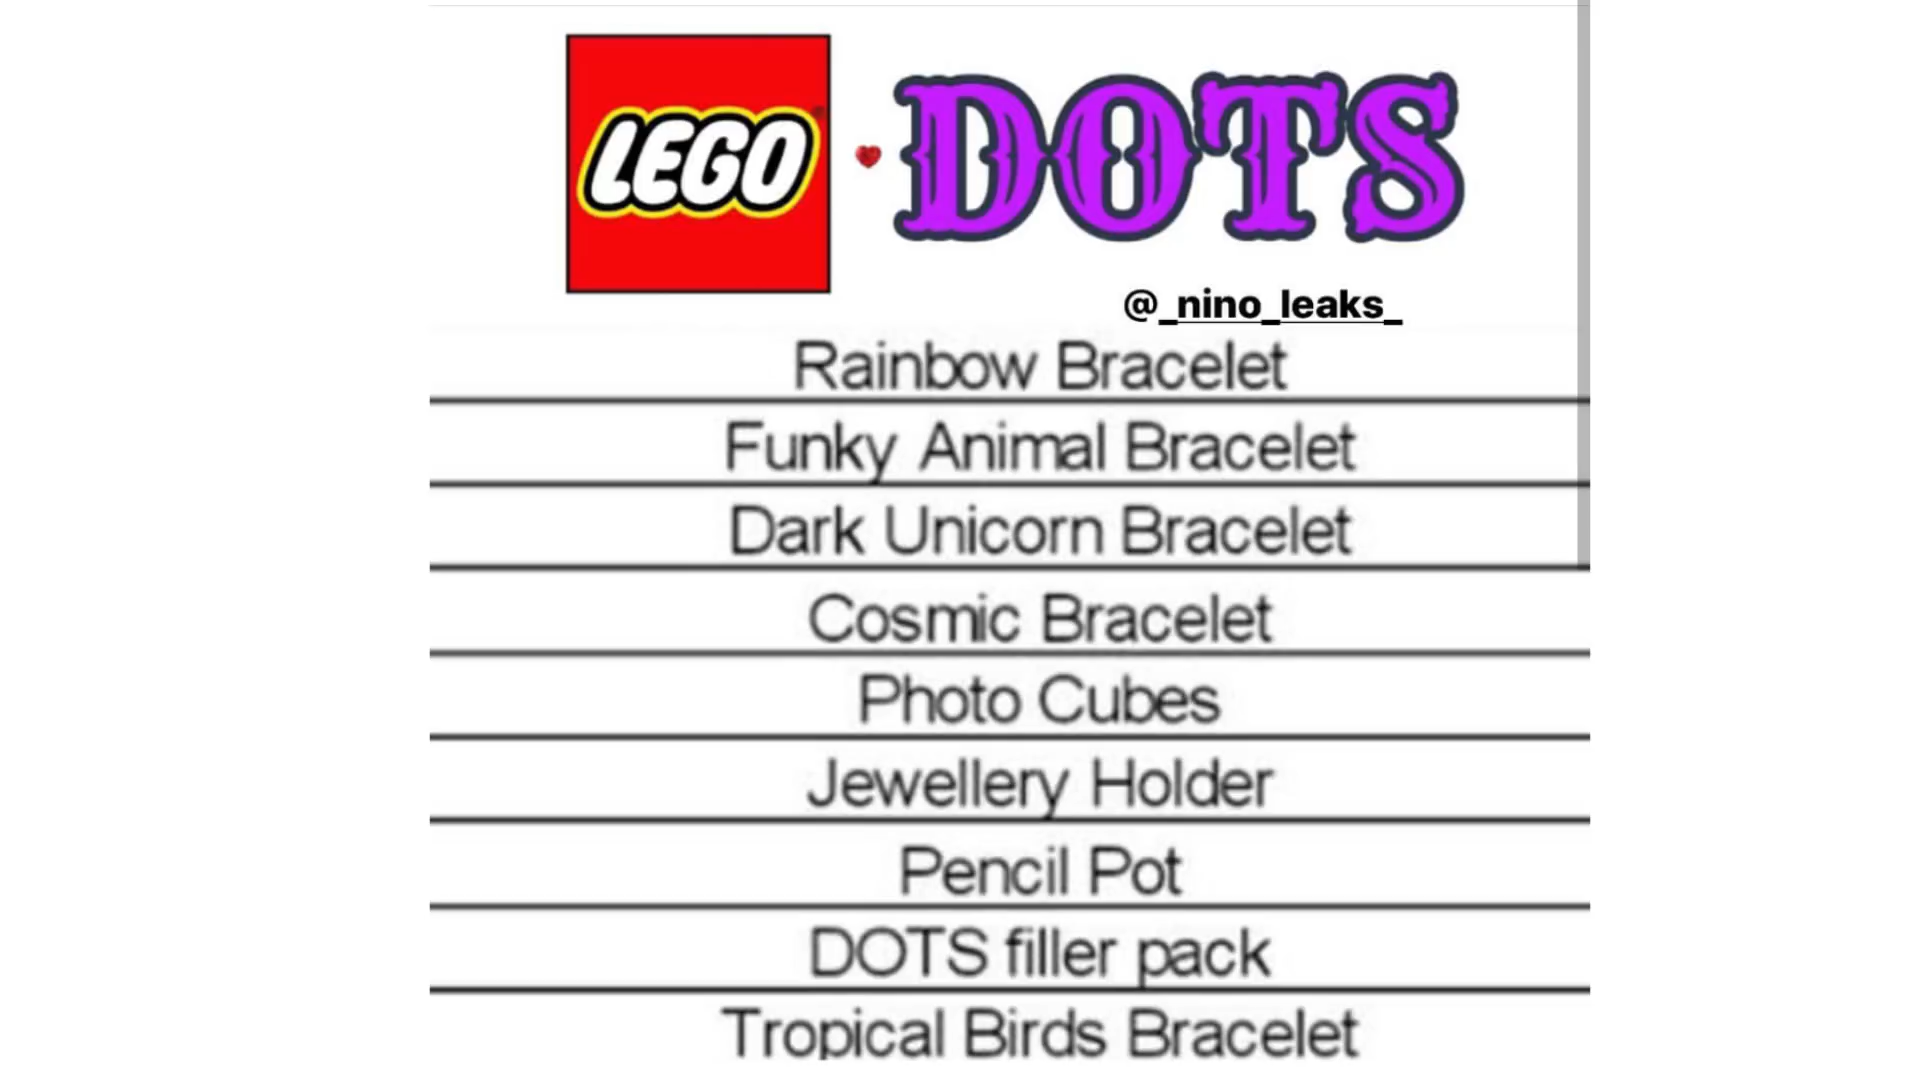 LEGO
DOTS
@_nino_leaks_
Rainbow Bracelet
Funky Animal Bracelet
Dark Unicorn Bracelet
Cosmic Bracelet
Photo Cubes
Jewellery Holder
Pencil Pot
DOTS filler pack
Tropical Birds Bracelet